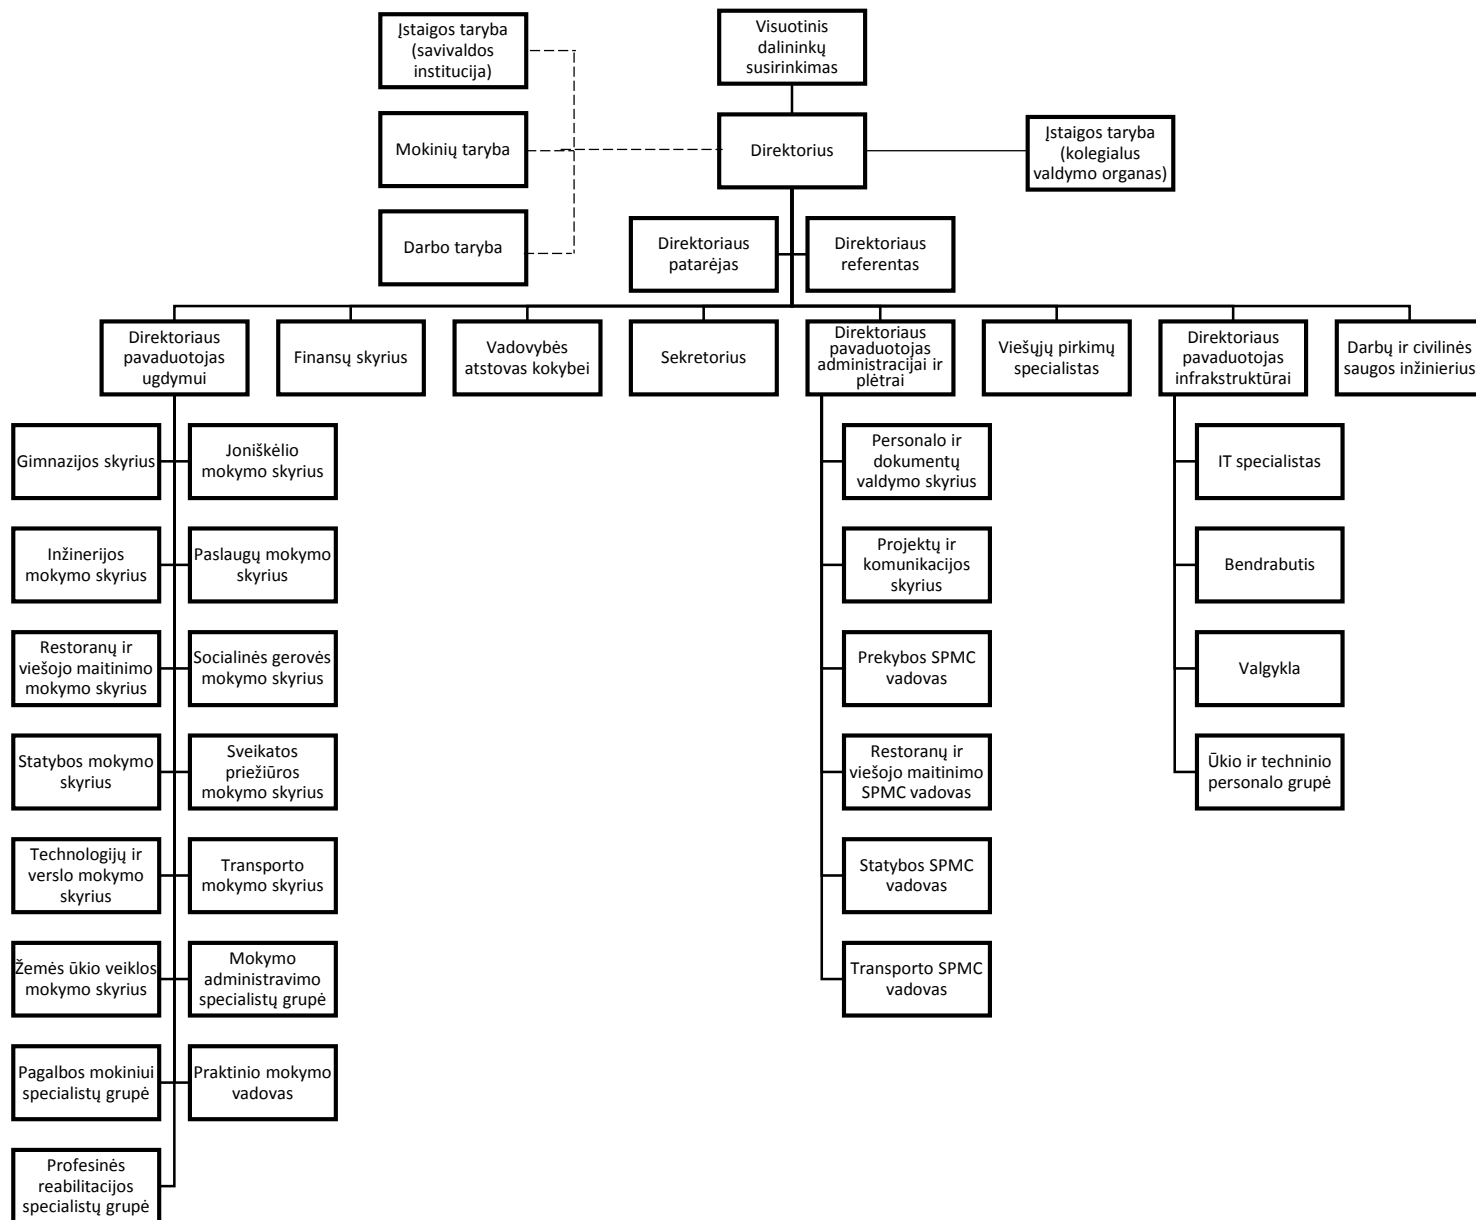 Įstaigos taryba
(savivaldos
institucija)
Visuotinis
dalininkų
susirinkimas
Mokinių taryba
Direktorius
Įstaigos taryba
(kolegialus
valdymo organas)
Darbo taryba
Direktoriaus
patarėjas
Direktoriaus
referentas
Direktoriaus
pavaduotojas
ugdymui
Finansų skyrius
Vadovybės
atstovas kokybei
Sekretorius
Direktoriaus
pavaduotojas
administracijai ir
plėtrai
Viešųjų pirkimų
specialistas
Direktoriaus
pavaduotojas
infrakstruktūrai
Darbų ir civilinės
saugos inžinierius
Gimnazijos skyrius
Joniškėlio
mokymo skyrius
Personalo ir
dokumentų
valdymo skyrius
IT specialistas
Inžinerijos
mokymo skyrius
Paslaugų mokymo
skyrius
Projektų ir
komunikacijos
skyrius
Bendrabutis
Restoranų ir
viešojo maitinimo
mokymo skyrius
Socialinės gerovės
mokymo skyrius
Prekybos SPMC
vadovas
Valgykla
Statybos mokymo
skyrius
Sveikatos
priežiūros
mokymo skyrius
Restoranų ir
viešojo maitinimo
SPMC vadovas
Ūkio ir techninio
personalo grupė
Technologijų ir
verslo mokymo
skyrius
Transporto
mokymo skyrius
Statybos SPMC
vadovas
Žemės ūkio veiklos
mokymo skyrius
Mokymo
administravimo
specialistų grupė
Transporto SPMC
vadovas
Pagalbos mokiniui
specialistų grupė
Praktinio mokymo
vadovas
Profesinės
reabilitacijos
specialistų grupė